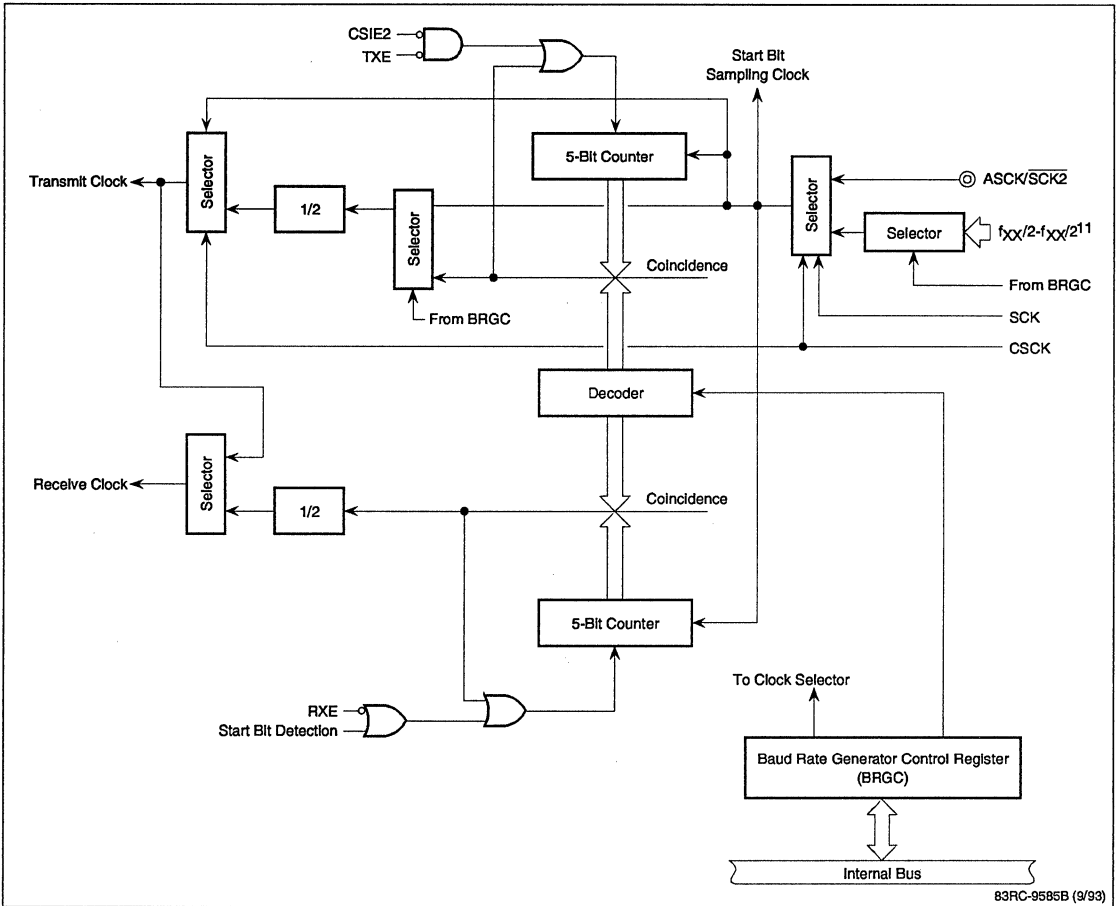 CSIE2
TXE
Start Bit
Sampling Clock
5-Bit Counter
Selector
Transmit Clock
1/2
Selector
Selector
ASCK/SCK2
Selector
fXX/2-fXX/2^11
Coincidence
From BRGC
From BRGC
SCK
CSCK
Decoder
Selector
Receive Clock
1/2
Coincidence
5-Bit Counter
RXE
Start Bit Detection
To Clock Selector
Baud Rate Generator Control Register
(BRGC)
Internal Bus
83RC-9585B (9/93)